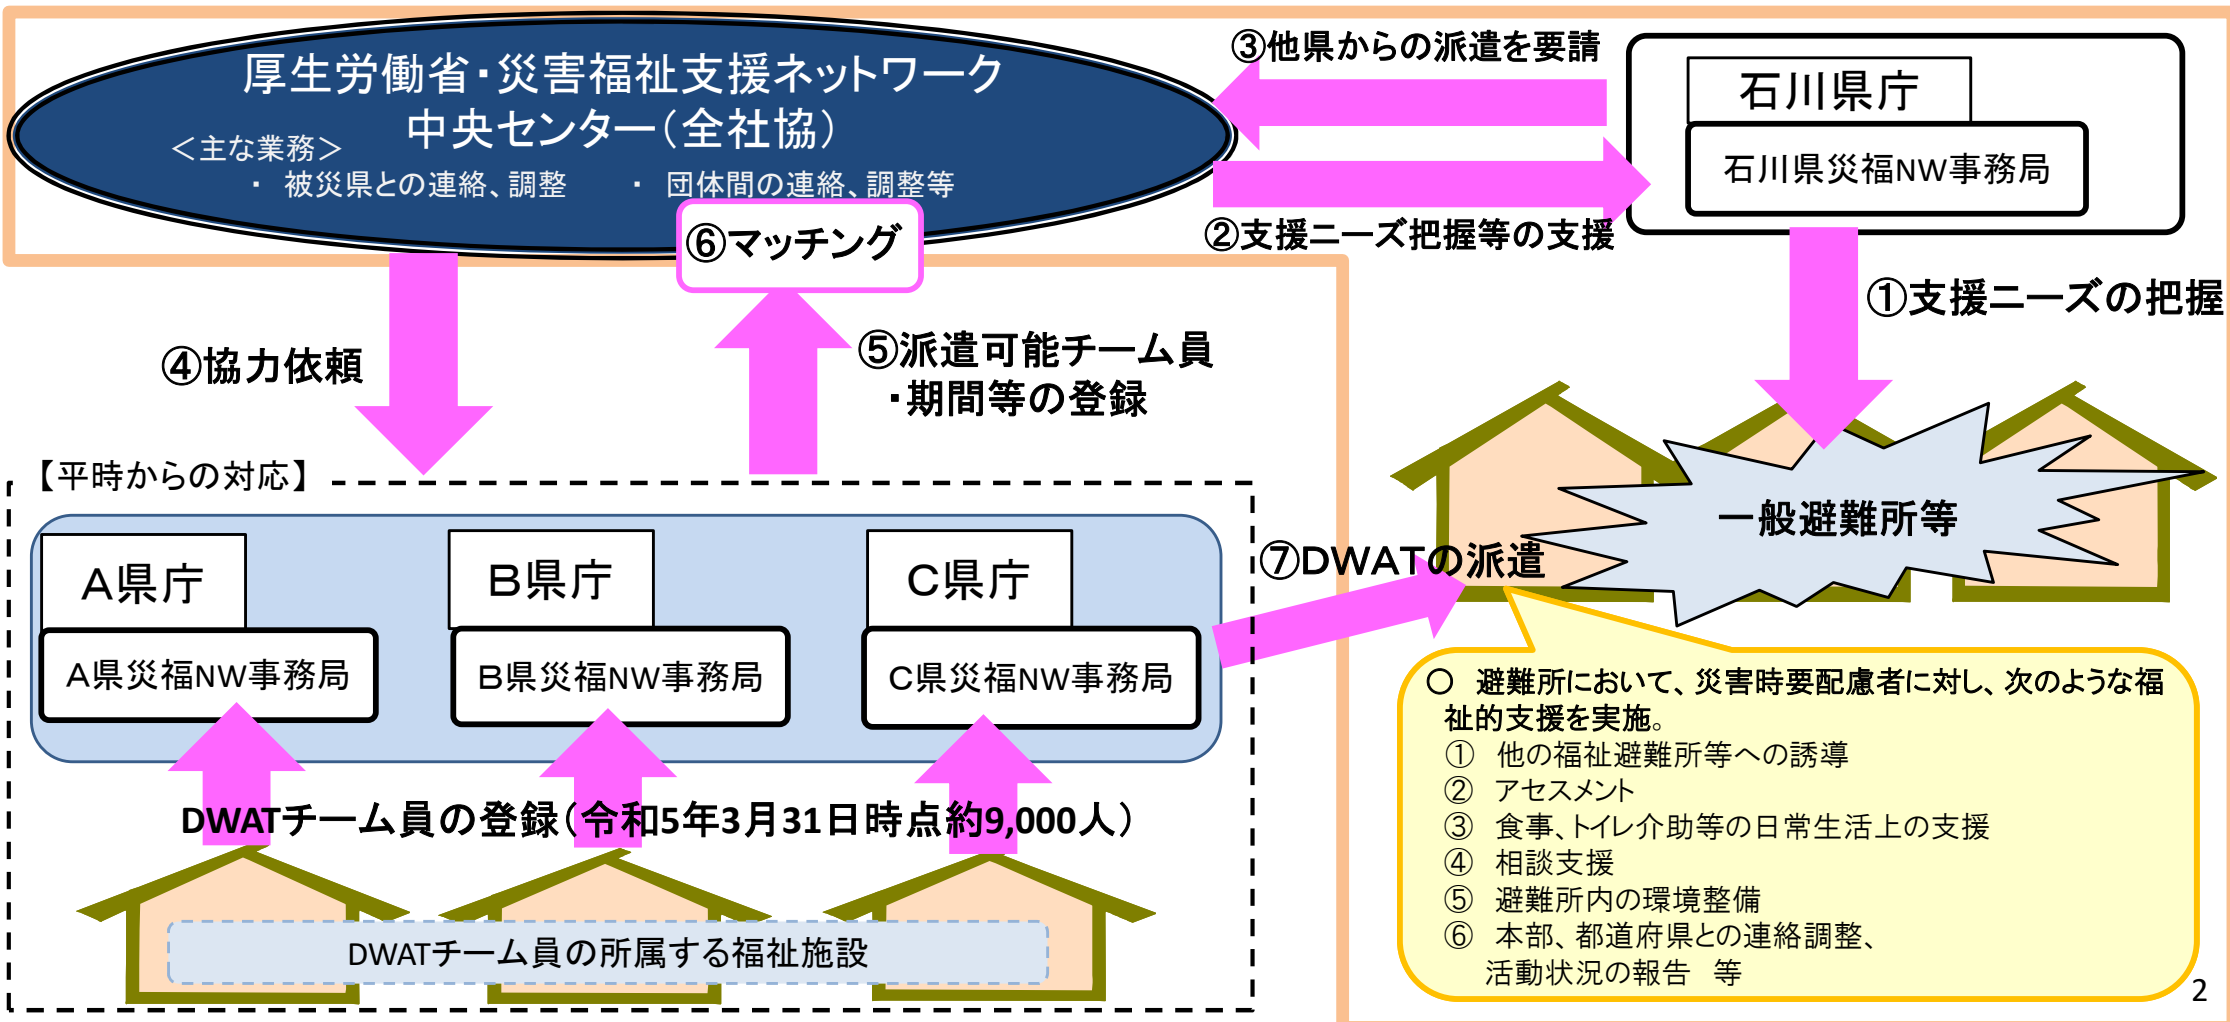 厚生労働省・災害福祉支援ネットワーク
中央センター（全社協）
＜主な業務＞
・ 被災県との連絡、調整 ・ 団体間の連絡、調整等
⑥マッチング
③他県からの派遣を要請
②支援ニーズ把握等の支援
石川県庁
石川県災福NW事務局
①支援ニーズの把握
④協力依頼
⑤派遣可能チーム員
・期間等の登録
【平時からの対応】
A県庁
A県災福NW事務局
B県庁
B県災福NW事務局
C県庁
C県災福NW事務局
⑦DWATの派遣
一般避難所等
DWATチーム員の登録（令和5年3月31日時点約9,000人）
DWATチーム員の所属する福祉施設
○ 避難所において、災害時要配慮者に対し、次のような福
祉的支援を実施。
① 他の福祉避難所等への誘導
② アセスメント
③ 食事、トイレ介助等の日常生活上の支援
④ 相談支援
⑤ 避難所内の環境整備
⑥ 本部、都道府県との連絡調整、
活動状況の報告 等
2